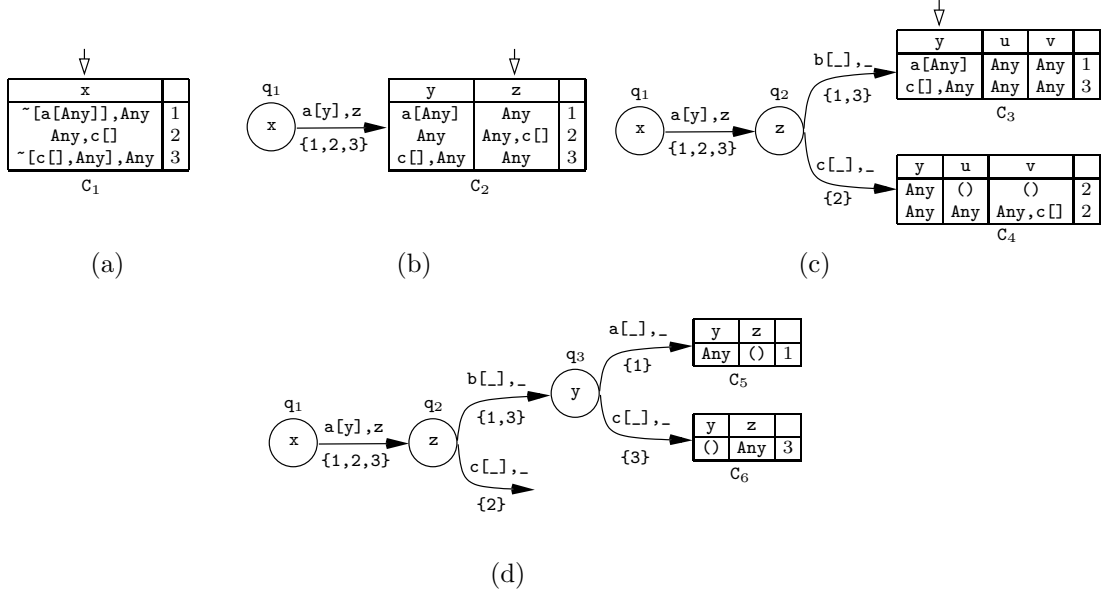 x
~[a[Any]],Any 1
Any,c[] 2
~[c[],Any],Any 3
C1
(a)
q1
x
a[y],z
{1,2,3}
y z
a[Any] Any 1
Any Any,c[] 2
c[],Any Any 3
C2
(b)
q1
x
a[y],z
{1,2,3}
q2
z
b[_],_
{1,3}
y u v
a[Any] Any Any 1
c[],Any Any Any 3
C3
c[_],_
{2}
y u v
Any () () 2
Any Any Any,c[] 2
C4
(c)
q1
x
a[y],z
{1,2,3}
q2
z
b[_],_
{1,3}
c[_],_
{2}
q3
y
a[_],_
{1}
y z
Any () 1
C5
c[_],_
{3}
y z
() Any 3
C6
(d)